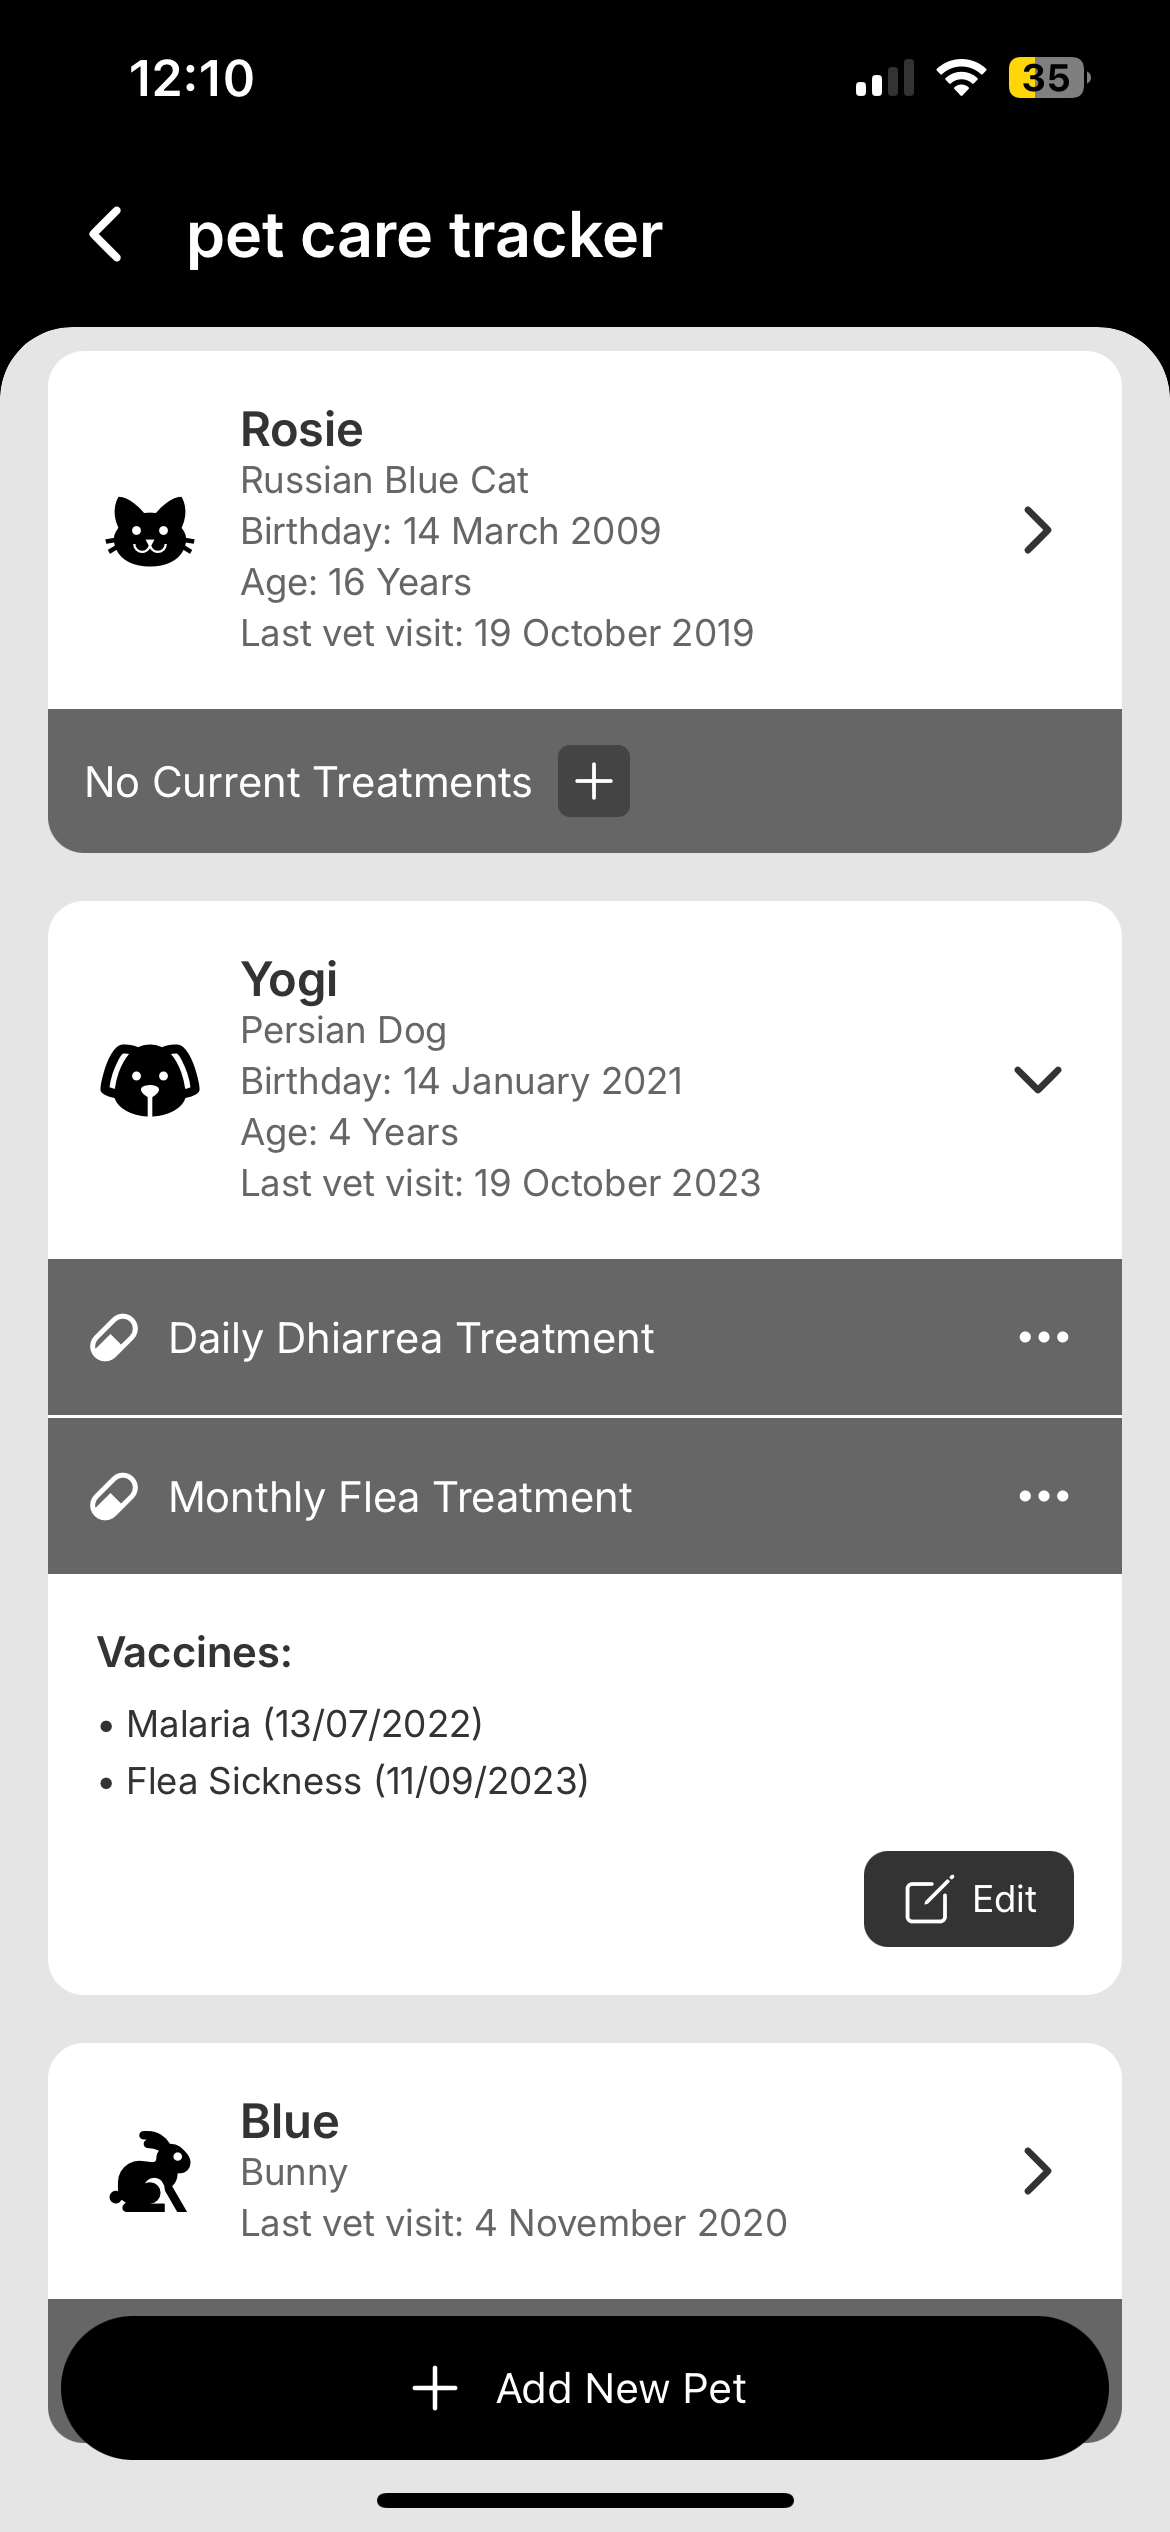 12:10
35
pet care tracker
Rosie
Russian Blue Cat
Birthday: 14 March 2009
Age: 16 Years
Last vet visit: 19 October 2019
No Current Treatments
Yogi
Persian Dog
Birthday: 14 January 2021
Age: 4 Years
Last vet visit: 19 October 2023
Daily Dhiarrea Treatment
Monthly Flea Treatment
Vaccines:
• Malaria (13/07/2022)
• Flea Sickness (11/09/2023)
Edit
Blue
Bunny
Last vet visit: 4 November 2020
Add New Pet